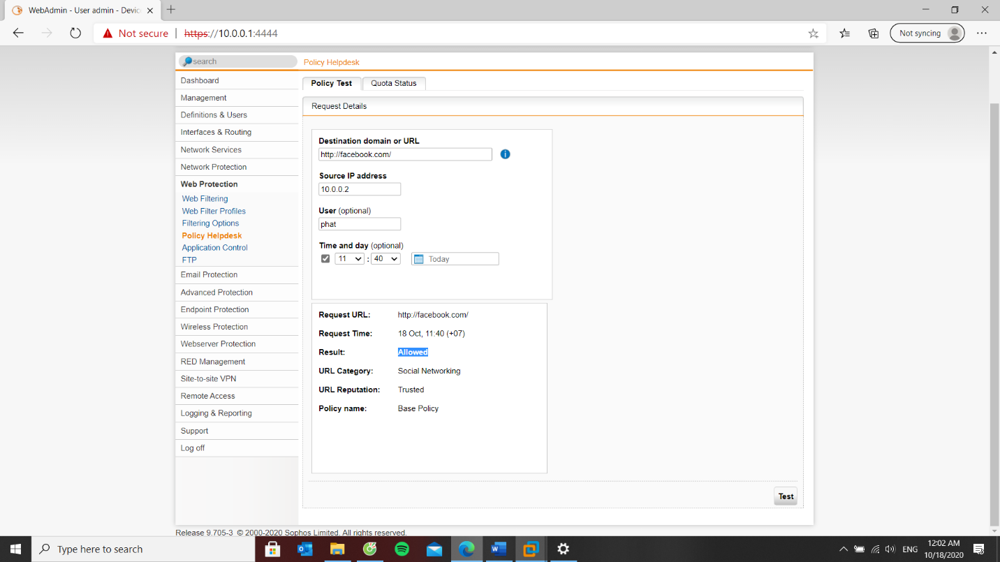 WebAdmin - User admin - Devic
Not secure
https://10.0.0.1:4444
Not syncing
search
Policy Helpdesk
Dashboard
Management
Definitions & Users
Interfaces & Routing
Network Services
Network Protection
Web Protection
Web Filtering
Web Filter Profiles
Filtering Options
Policy Helpdesk
Application Control
FTP
Email Protection
Advanced Protection
Endpoint Protection
Wireless Protection
Webserver Protection
RED Management
Site-to-site VPN
Remote Access
Logging & Reporting
Support
Log off
Policy Test
Quota Status
Request Details
Destination domain or URL
http://facebook.com/
Source IP address
10.0.0.2
User (optional)
phat
Time and day (optional)
11 : 40 Today
Request URL: http://facebook.com/
Request Time: 18 Oct, 11:40 (+07)
Result: Allowed
URL Category: Social Networking
URL Reputation: Trusted
Policy name: Base Policy
Test
Release 9.705-3 © 2000-2020 Sophos Limited. All rights reserved.
Type here to search
ENG
12:02 AM
10/18/2020